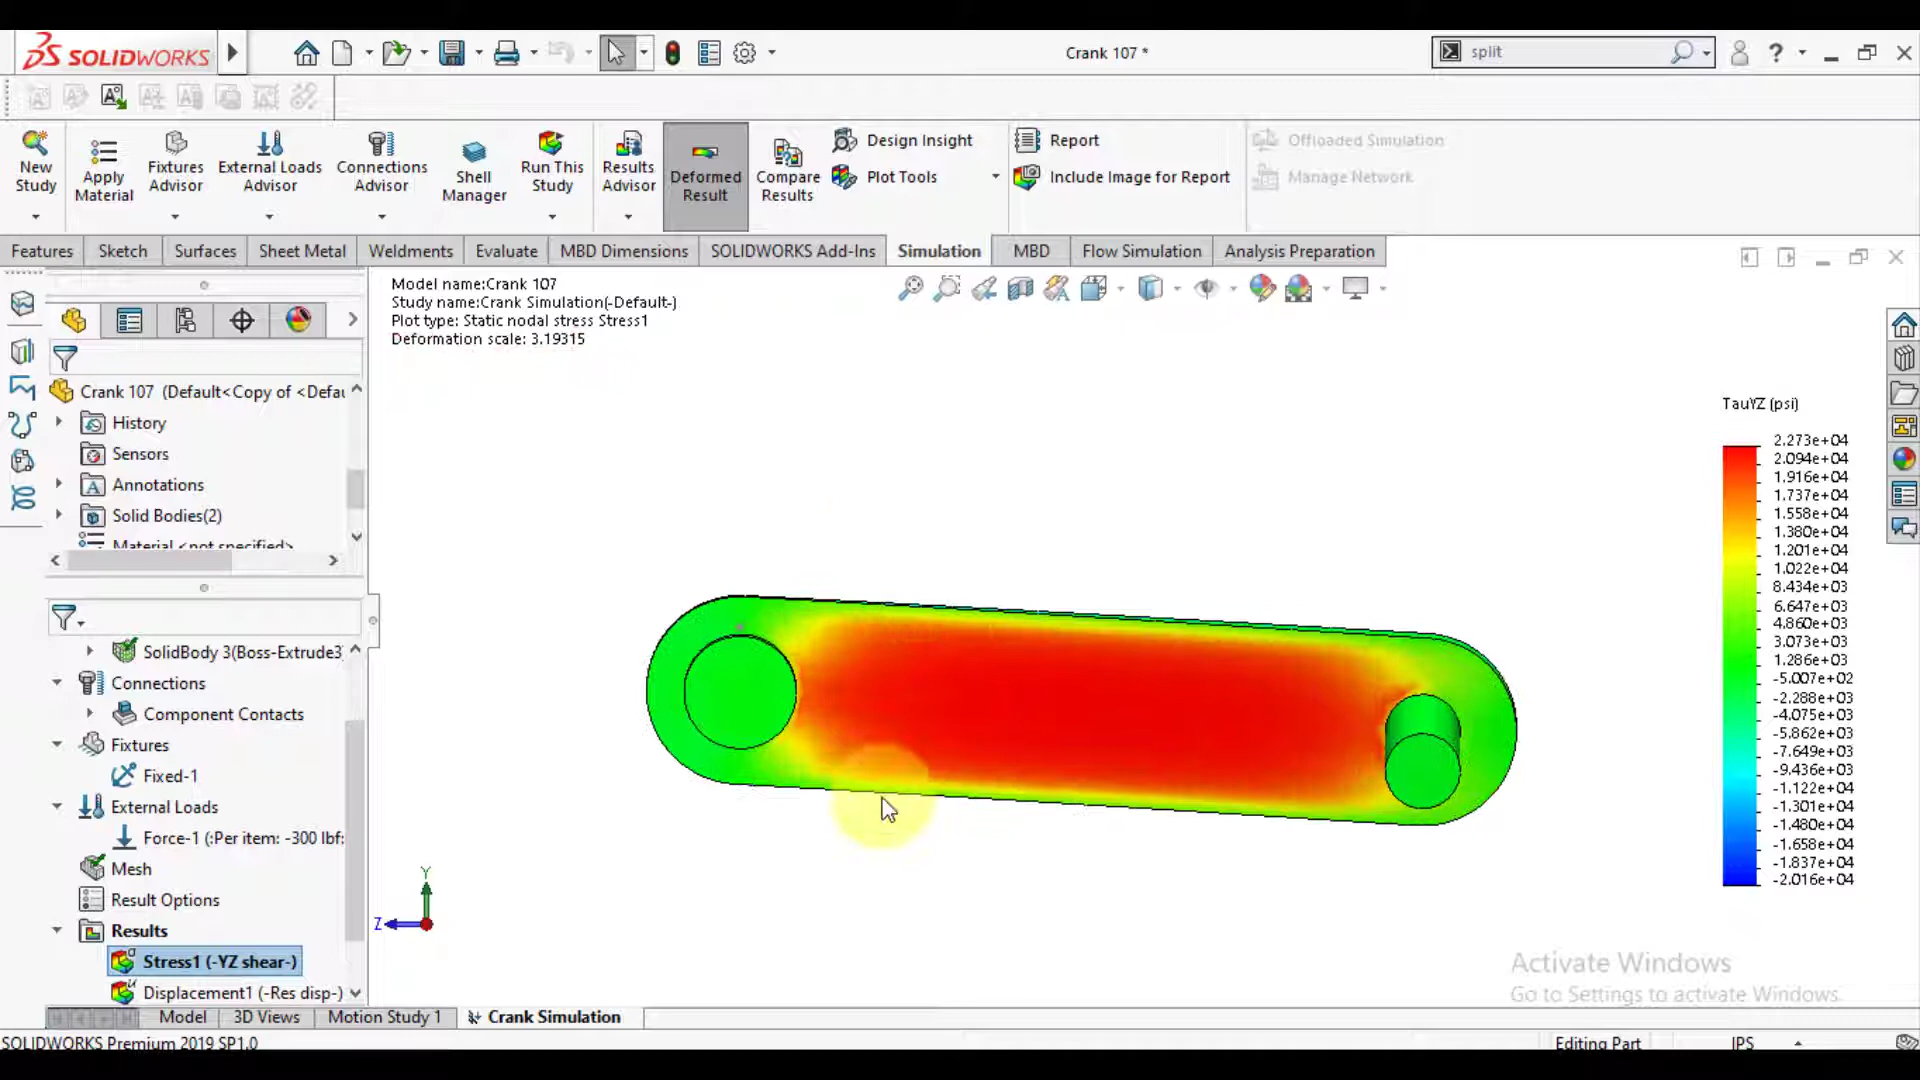 SOLIDWORKS
Crank 107 *
split
New Study
Apply Material
Fixtures Advisor
External Loads Advisor
Connections Advisor
Shell Manager
Run This Study
Results Advisor
Deformed Result
Compare Results
Design Insight
Plot Tools
Report
Include Image for Report
Offloaded Simulation
Manage Network
Features
Sketch
Surfaces
Sheet Metal
Weldments
Evaluate
MBD Dimensions
SOLIDWORKS Add-Ins
Simulation
MBD
Flow Simulation
Analysis Preparation
Model name:Crank 107
Study name:Crank Simulation(-Default-)
Plot type: Static nodal stress Stress1
Deformation scale: 3.19315
Crank 107 (Default<Copy of <Defau
History
Sensors
Annotations
Solid Bodies(2)
Material <not specified>
SolidBody 3(Boss-Extrude3
Connections
Component Contacts
Fixtures
Fixed-1
External Loads
Force-1 (:Per item: -300 lbf:
Mesh
Result Options
Results
Stress1 (-YZ shear-)
Displacement1 (-Res disp-)
TauYZ (psi)
2.273e+04
2.094e+04
1.916e+04
1.737e+04
1.558e+04
1.380e+04
1.201e+04
1.022e+04
8.434e+03
6.647e+03
4.860e+03
3.073e+03
1.286e+03
-5.007e+02
-2.288e+03
-4.075e+03
-5.862e+03
-7.649e+03
-9.436e+03
-1.122e+04
-1.301e+04
-1.480e+04
-1.658e+04
-1.837e+04
-2.016e+04
Y
Z
Activate Windows
Go to Settings to activate Windows.
Model
3D Views
Motion Study 1
Crank Simulation
SOLIDWORKS Premium 2019 SP1.0
Editing Part
IPS